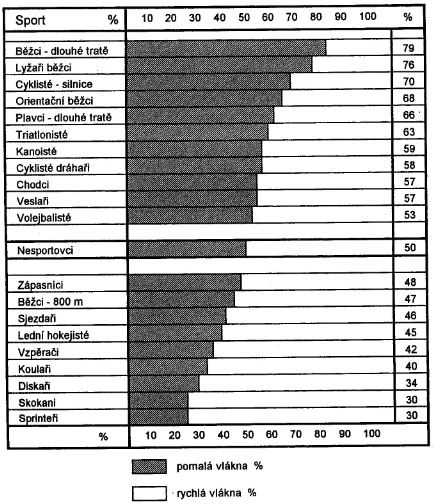 Sport % 10 20 30 40 50 60 70 80 90 100 %
Běžci - dlouhé tratě 79
Lyžaři běžci 76
Cyklisté - silnice 70
Orientační běžci 68
Plavci - dlouhé tratě 66
Triatlonisté 63
Kanoisté 59
Cyklisté dráhaři 58
Chodci 57
Veslaři 57
Volejbalisté 53
Nesportovci 50
Zápasníci 48
Běžci - 800 m 47
Sjezdaři 46
Lední hokejisté 45
Vzpěrači 42
Koulaři 40
Diskaři 34
Skokani 30
Sprinteři 30
% 10 20 30 40 50 60 70 80 90 100
pomalá vlákna %
rychlá vlákna %